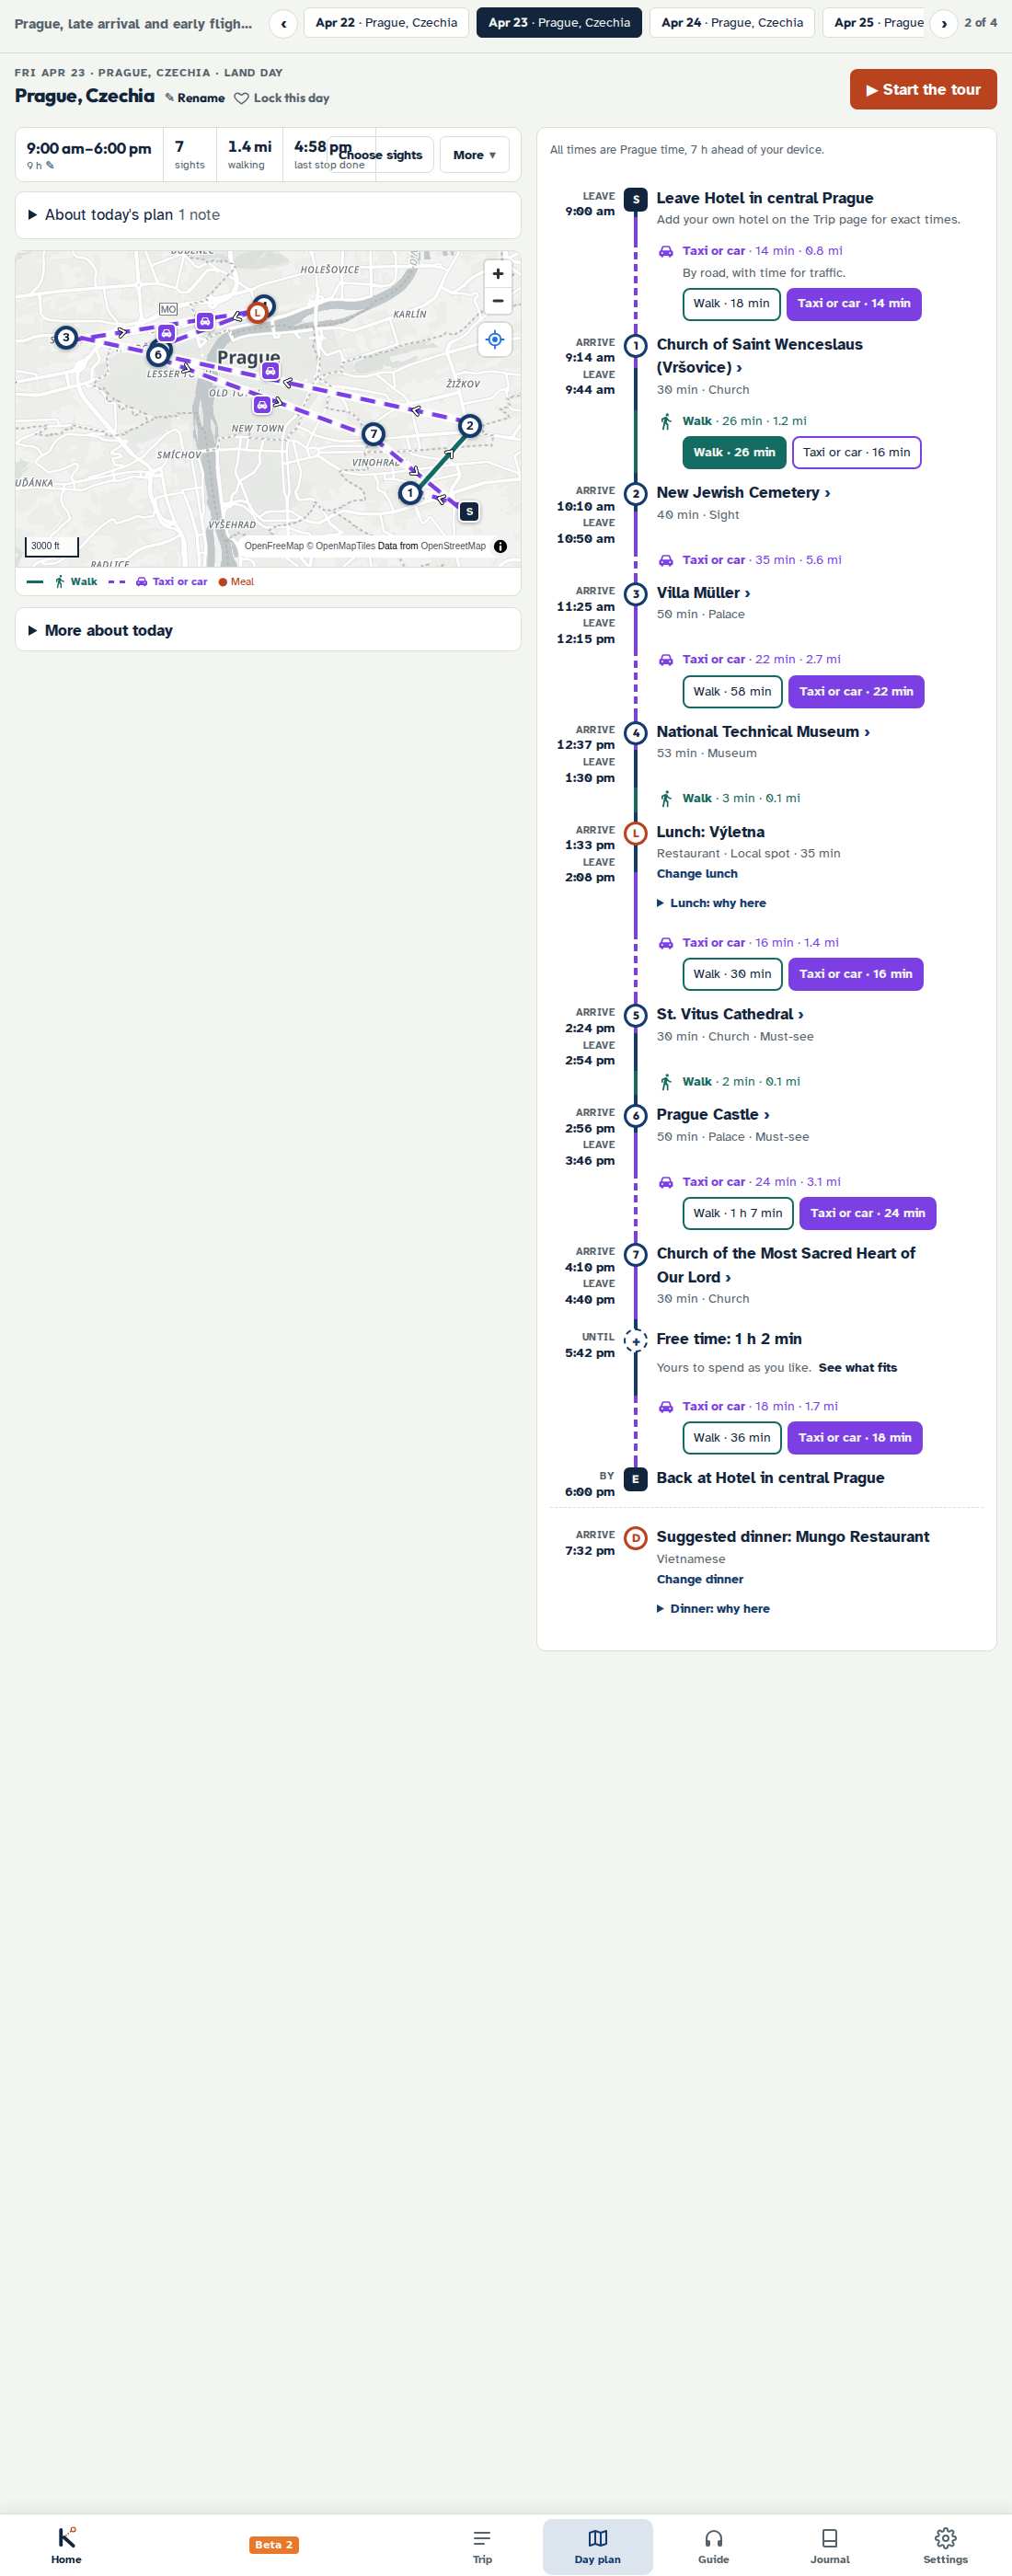 Prague, late arrival and early fligh...
‹
Apr 22 · Prague, Czechia
Apr 23 · Prague, Czechia
Apr 24 · Prague, Czechia
Apr 25 · Prague
›
2 of 4
FRI APR 23 · PRAGUE, CZECHIA · LAND DAY
Prague, Czechia ✎ Rename Lock this day
▶ Start the tour
9:00 am–6:00 pm
9 h ✎
7
sights
1.4 mi
walking
4:58 pm
last stop done
Choose sights
More ▼
▶ About today's plan 1 note
HOLEŠOVICE
KARLÍN
MO
L
3
6
Prague
ŽIŽKOV
NEW TOWN
2
7
SMÍCHOV
1
S
VYŠEHRAD
3000 ft
OpenFreeMap © OpenMapTiles Data from OpenStreetMap
Walk Taxi or car Meal
▶ More about today
All times are Prague time, 7 h ahead of your device.
LEAVE
9:00 am
S
Leave Hotel in central Prague
Add your own hotel on the Trip page for exact times.
Taxi or car · 14 min · 0.8 mi
By road, with time for traffic.
Walk · 18 min
Taxi or car · 14 min
ARRIVE
9:14 am
LEAVE
9:44 am
1
Church of Saint Wenceslaus
(Vršovice) ›
30 min · Church
Walk · 26 min · 1.2 mi
Walk · 26 min
Taxi or car · 16 min
ARRIVE
10:10 am
LEAVE
10:50 am
2
New Jewish Cemetery ›
40 min · Sight
Taxi or car · 35 min · 5.6 mi
ARRIVE
11:25 am
LEAVE
12:15 pm
3
Villa Müller ›
50 min · Palace
Taxi or car · 22 min · 2.7 mi
Walk · 58 min
Taxi or car · 22 min
ARRIVE
12:37 pm
LEAVE
1:30 pm
4
National Technical Museum ›
53 min · Museum
Walk · 3 min · 0.1 mi
ARRIVE
1:33 pm
LEAVE
2:08 pm
L
Lunch: Výletna
Restaurant · Local spot · 35 min
Change lunch
▶ Lunch: why here
Taxi or car · 16 min · 1.4 mi
Walk · 30 min
Taxi or car · 16 min
ARRIVE
2:24 pm
LEAVE
2:54 pm
5
St. Vitus Cathedral ›
30 min · Church · Must-see
Walk · 2 min · 0.1 mi
ARRIVE
2:56 pm
LEAVE
3:46 pm
6
Prague Castle ›
50 min · Palace · Must-see
Taxi or car · 24 min · 3.1 mi
Walk · 1 h 7 min
Taxi or car · 24 min
ARRIVE
4:10 pm
LEAVE
4:40 pm
7
Church of the Most Sacred Heart of
Our Lord ›
30 min · Church
UNTIL
5:42 pm
+
Free time: 1 h 2 min
Yours to spend as you like. See what fits
Taxi or car · 18 min · 1.7 mi
Walk · 36 min
Taxi or car · 18 min
BY
6:00 pm
E
Back at Hotel in central Prague
ARRIVE
7:32 pm
D
Suggested dinner: Mungo Restaurant
Vietnamese
Change dinner
▶ Dinner: why here
Home
Beta 2
Trip
Day plan
Guide
Journal
Settings